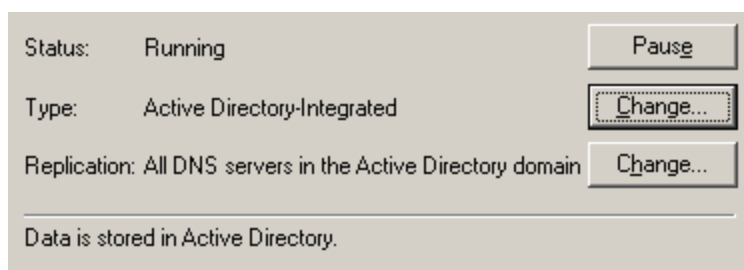 Status: Running Pause
Type: Active Directory-Integrated Change...
Replication: All DNS servers in the Active Directory domain Change...
Data is stored in Active Directory.